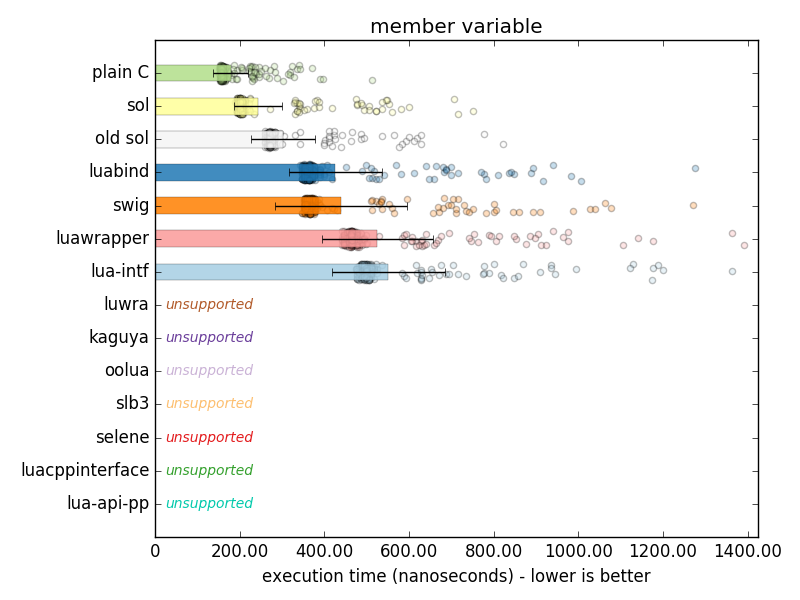 member variable
plain C
sol
old sol
luabind
swig
luawrapper
lua-intf
luwra unsupported
kaguya unsupported
oolua unsupported
slb3 unsupported
selene unsupported
luacppinterface unsupported
lua-api-pp unsupported
0 200.00 400.00 600.00 800.00 1000.00 1200.00 1400.00
execution time (nanoseconds) - lower is better